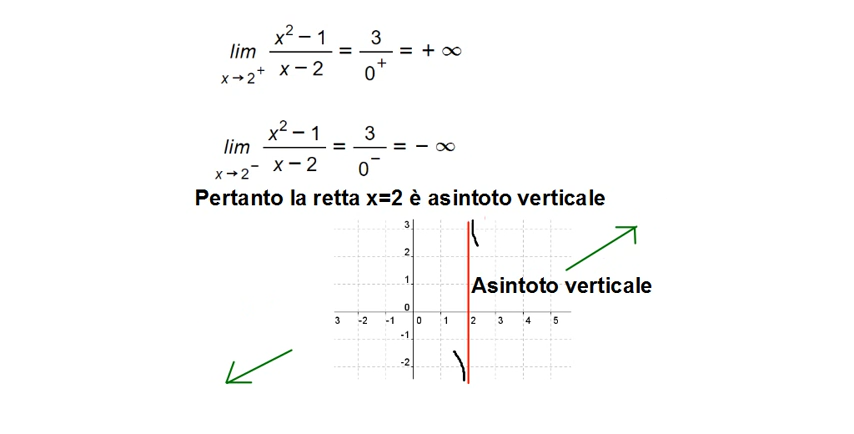 lim x→2⁺ x² − 1 / x − 2 = 3 / 0⁺ = + ∞
lim x→2⁻ x² − 1 / x − 2 = 3 / 0⁻ = − ∞
Pertanto la retta x=2 è asintoto verticale
3
2
1
Asintoto verticale
0
3 -2 -1 0 1 2 3 4 5
-1
-2